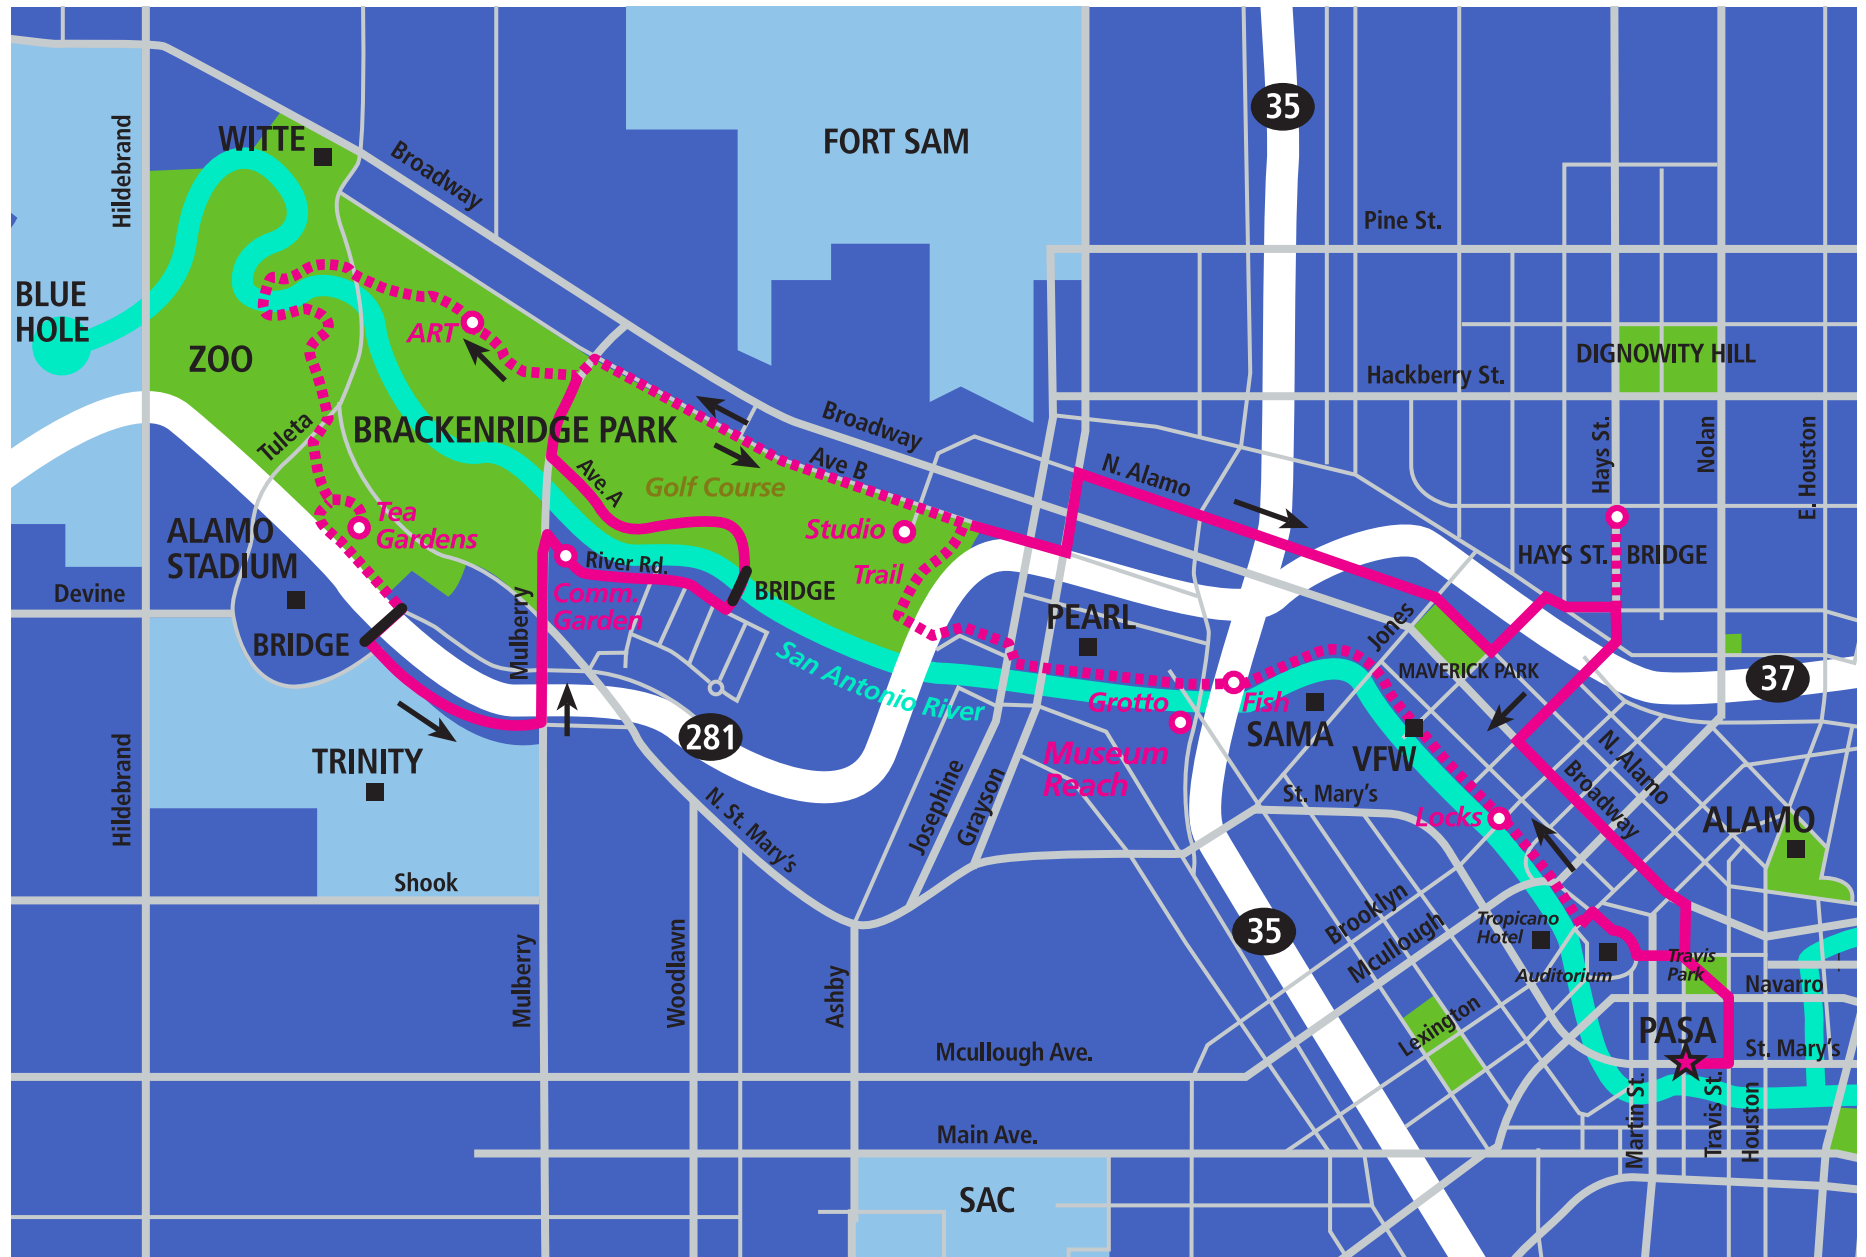 35
WITTE
FORT SAM
Broadway
Hildebrand
Pine St.
BLUE
HOLE
ZOO
ART
DIGNOWITY HILL
Hackberry St.
Tuleta
BRACKENRIDGE PARK
Broadway
Ave B
N. Alamo
Hays St.
Nolan
E. Houston
Ave. A
Golf Course
Tea
Gardens
Studio
ALAMO
STADIUM
River Rd.
Trail
HAYS ST.
BRIDGE
Devine
Comm.
Garden
BRIDGE
PEARL
Jones
BRIDGE
Mulberry
San Antonio River
MAVERICK PARK
37
Grotto
Fish
281
SAMA
VFW
TRINITY
Museum
Reach
N. Alamo
Hildebrand
Josephine
Grayson
St. Mary's
Broadway
N. St. Mary's
Locks
ALAMO
Shook
Brooklyn
Mcullough
Tropicano
Hotel
35
Mulberry
Woodlawn
Ashby
Auditorium
Travis
Park
Navarro
Lexington
PASA
Mcullough Ave.
St. Mary's
Martin St.
Travis St.
Houston
Main Ave.
SAC